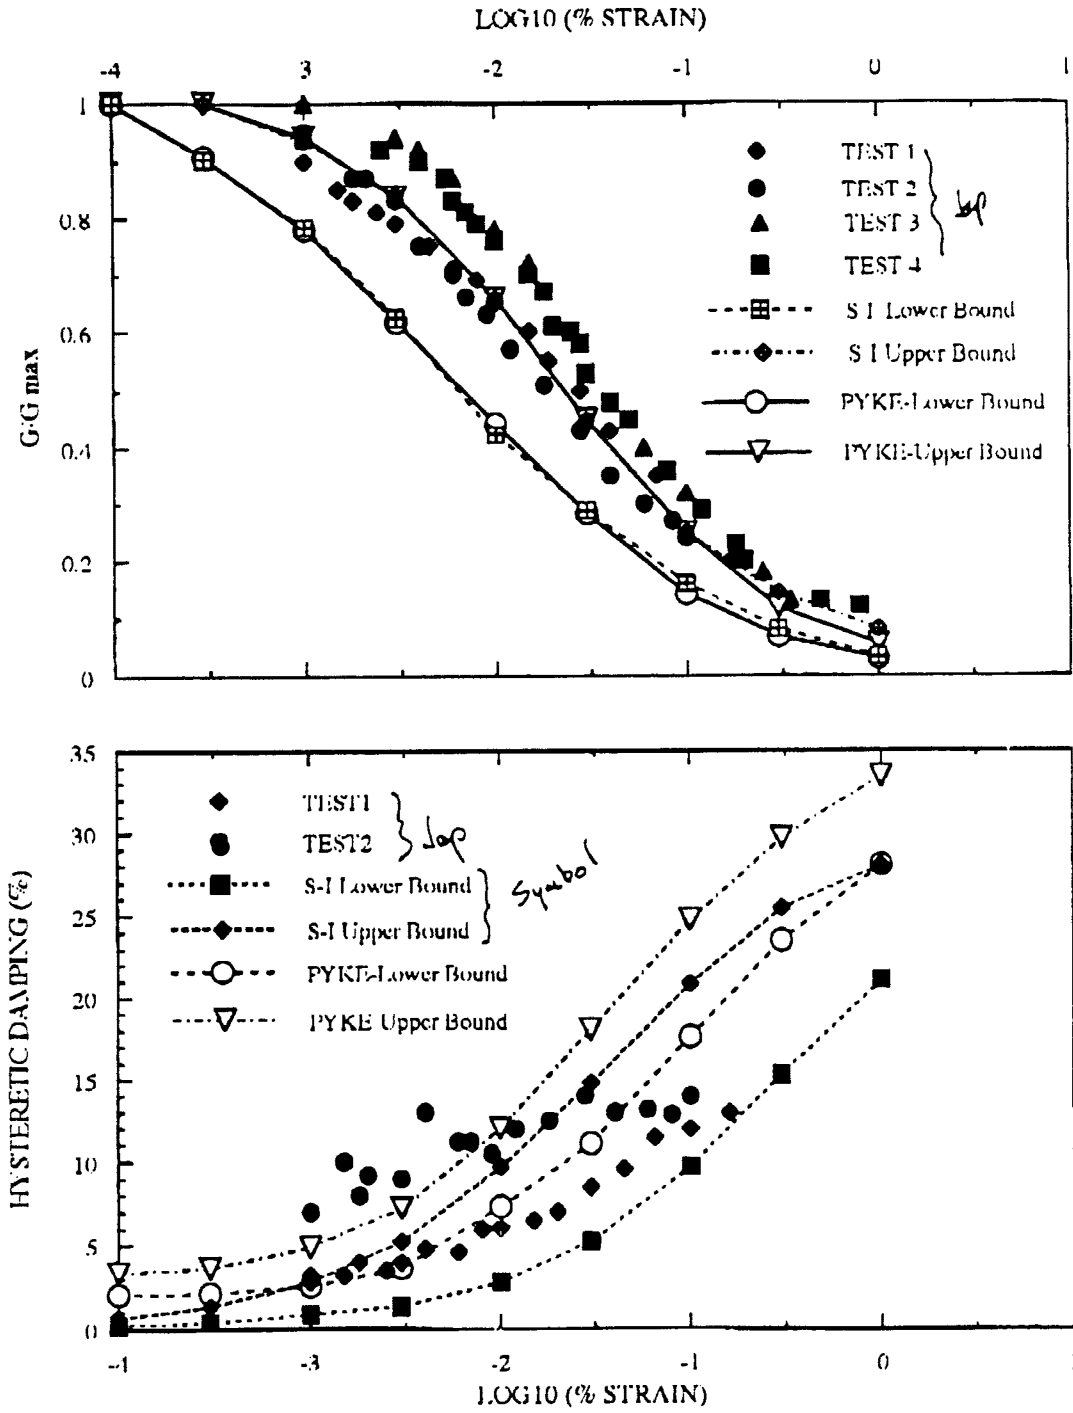 LOG10 (% STRAIN)
-4 -3 -2 -1 0 1
1
0.8
0.6
0.4
0.2
0
G/G max
TEST 1
TEST 2
TEST 3
TEST 4
S-I Lower Bound
S-I Upper Bound
PYKE-Lower Bound
PYKE-Upper Bound
35
30
25
20
15
10
5
0
HYSTERETIC DAMPING (%)
TEST1
TEST2
S-I Lower Bound
S-I Upper Bound
PYKE-Lower Bound
PYKE Upper Bound
Symbol
-4 -3 -2 -1 0
LOG10 (% STRAIN)